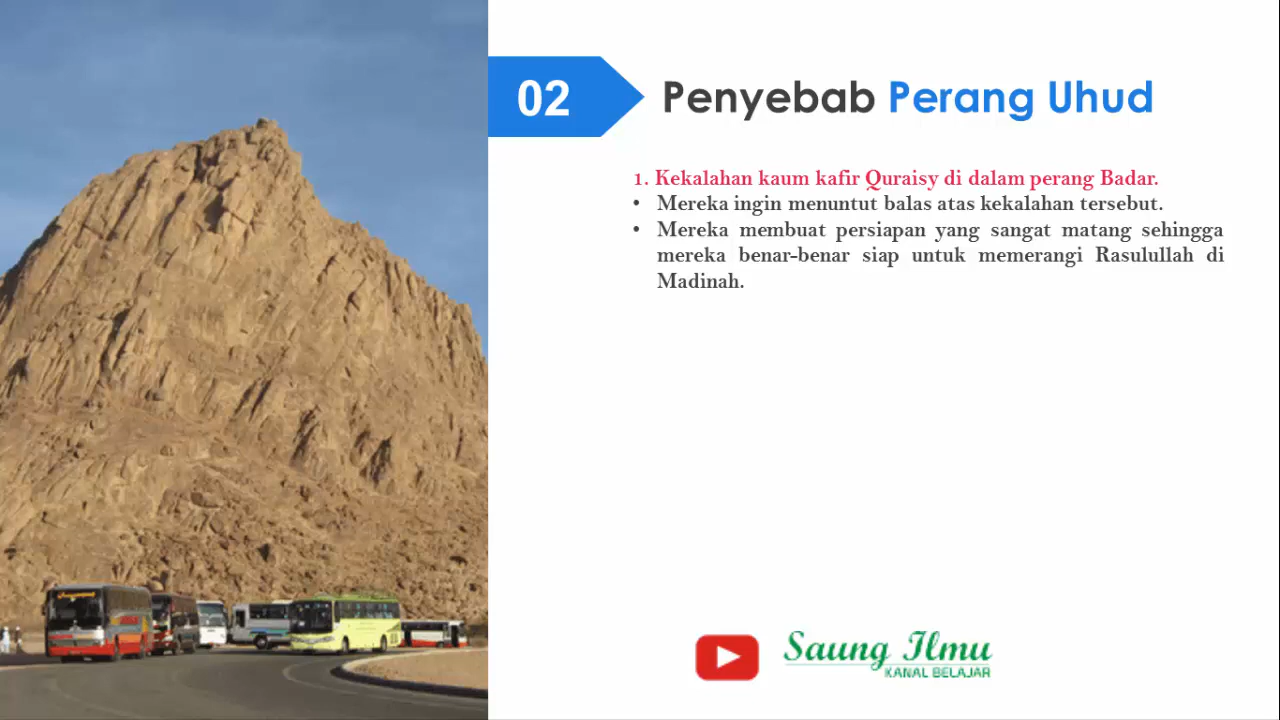 02
Penyebab Perang Uhud
1. Kekalahan kaum kafir Quraisy di dalam perang Badar.
• Mereka ingin menuntut balas atas kekalahan tersebut.
• Mereka membuat persiapan yang sangat matang sehingga
mereka benar-benar siap untuk memerangi Rasulullah di
Madinah.
Saung Ilmu
KANAL BELAJAR